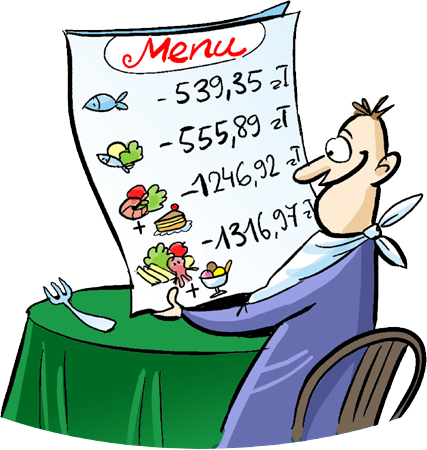 Menu
- 539,35 zł
- 555,89 zł
+
-1246,92 zł
+
-1316,97 zł